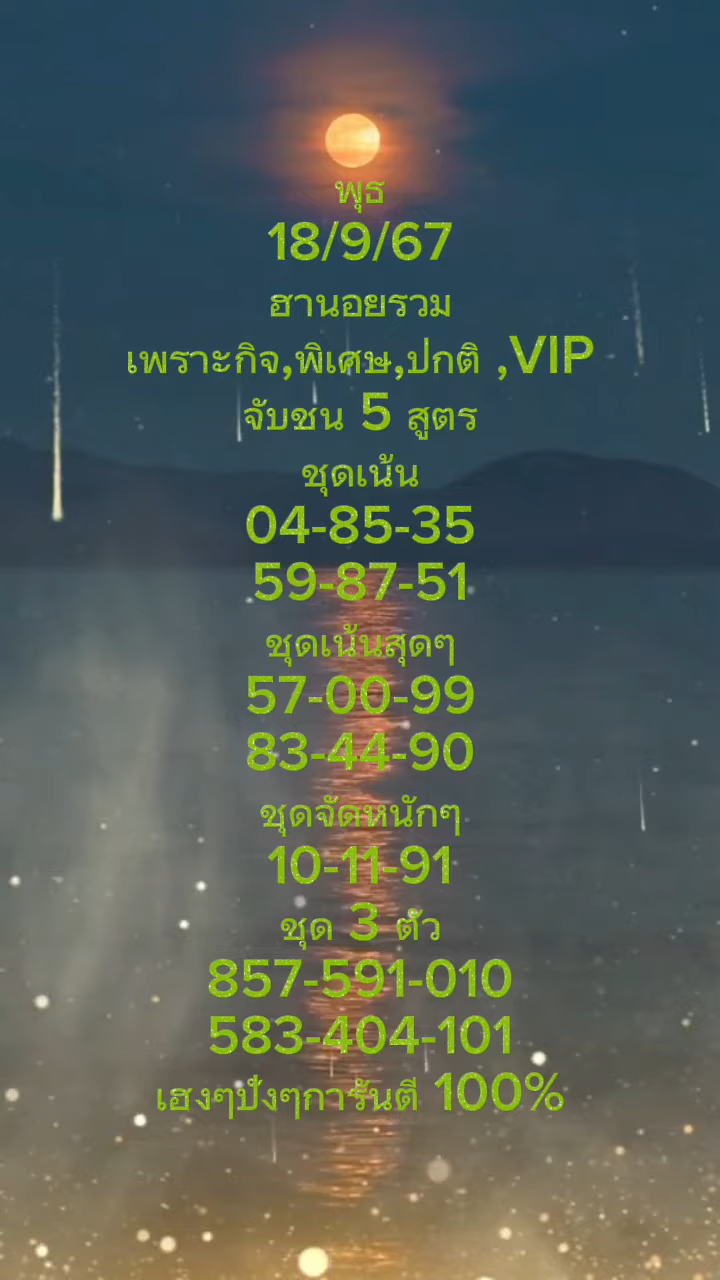 พุธ
18/9/67
ฮานอยรวม
เพราะกิจ,พิเศษ,ปกติ ,VIP
จับชน 5 สูตร
ชุดเน้น
04-85-35
59-87-51
ชุดเน้นสุดๆ
57-00-99
83-44-90
ชุดจัดหนักๆ
10-11-91
ชุด 3 ตัว
857-591-010
583-404-101
เฮงๆปังๆการันตี 100%